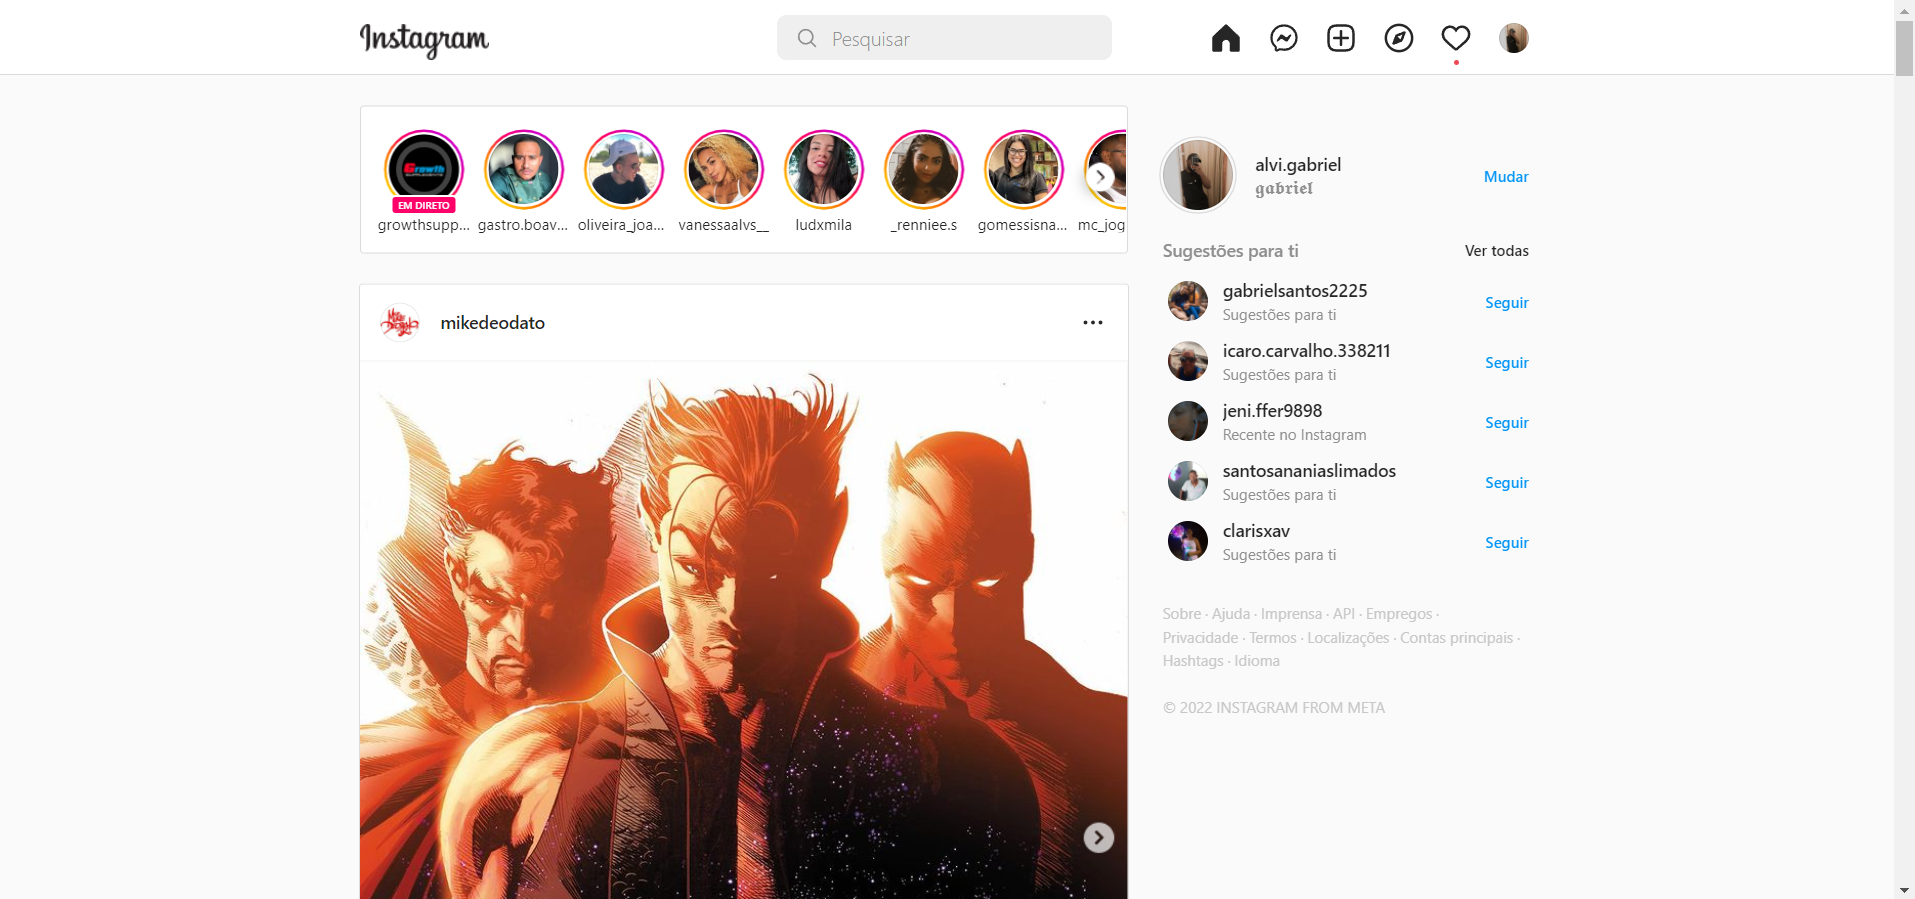 Instagram
Pesquisar
Growth
SUPPLEMENTS
EM DIRETO
growthsupp...
gastro.boav...
oliveira_joa...
vanessaalvs__
ludxmila
_renniee.s
gomessisna...
mc_jog
alvi.gabriel
𝖌𝖆𝖇𝖗𝖎𝖊𝖑
Mudar
Sugestões para ti
Ver todas
gabrielsantos2225
Sugestões para ti
Seguir
icaro.carvalho.338211
Sugestões para ti
Seguir
jeni.ffer9898
Recente no Instagram
Seguir
santosananiaslimados
Sugestões para ti
Seguir
clarisxav
Sugestões para ti
Seguir
Mike Deodato
mikedeodato
Sobre · Ajuda · Imprensa · API · Empregos ·
Privacidade · Termos · Localizações · Contas principais ·
Hashtags · Idioma
© 2022 INSTAGRAM FROM META